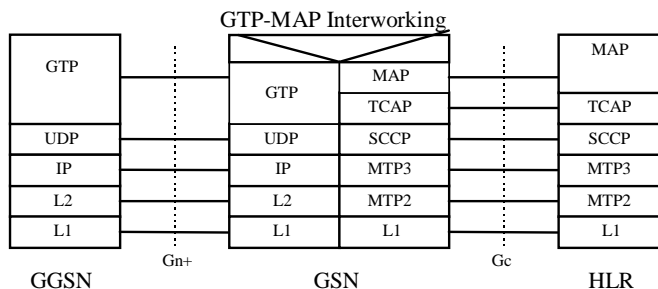 GTP-MAP Interworking
GTP MAP MAP
GTP
TCAP TCAP
UDP UDP SCCP SCCP
IP IP MTP3 MTP3
L2 L2 MTP2 MTP2
L1 L1 L1 L1
Gn+ Gc
GGSN GSN HLR